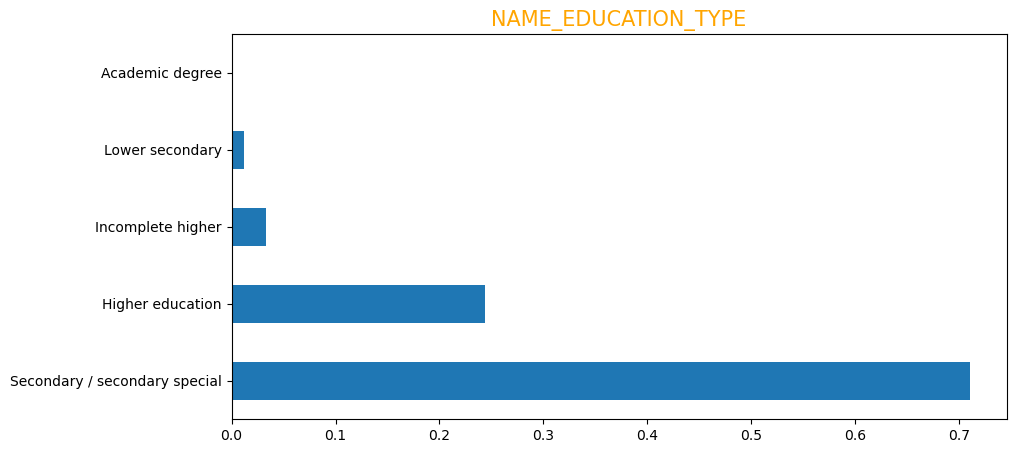 NAME_EDUCATION_TYPE
Academic degree
Lower secondary
Incomplete higher
Higher education
Secondary / secondary special
0.0 0.1 0.2 0.3 0.4 0.5 0.6 0.7